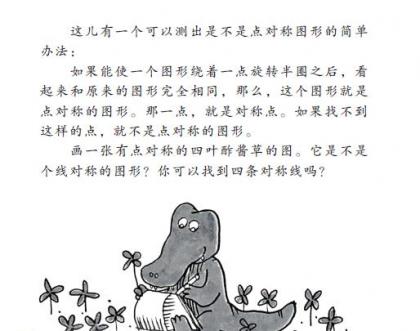 这儿有一个可以测出是不是点对称图形的简单
办法：
如果能使一个图形绕着一点旋转半圈之后，看
起来和原来的图形完全相同，那么，这个图形就是
点对称的图形。那一点，就是对称点。如果找不到
这样的点，就不是点对称的图形。
画一张有点对称的四叶酢酱草的图。它是不是
个线对称的图形？你可以找到四条对称线吗？